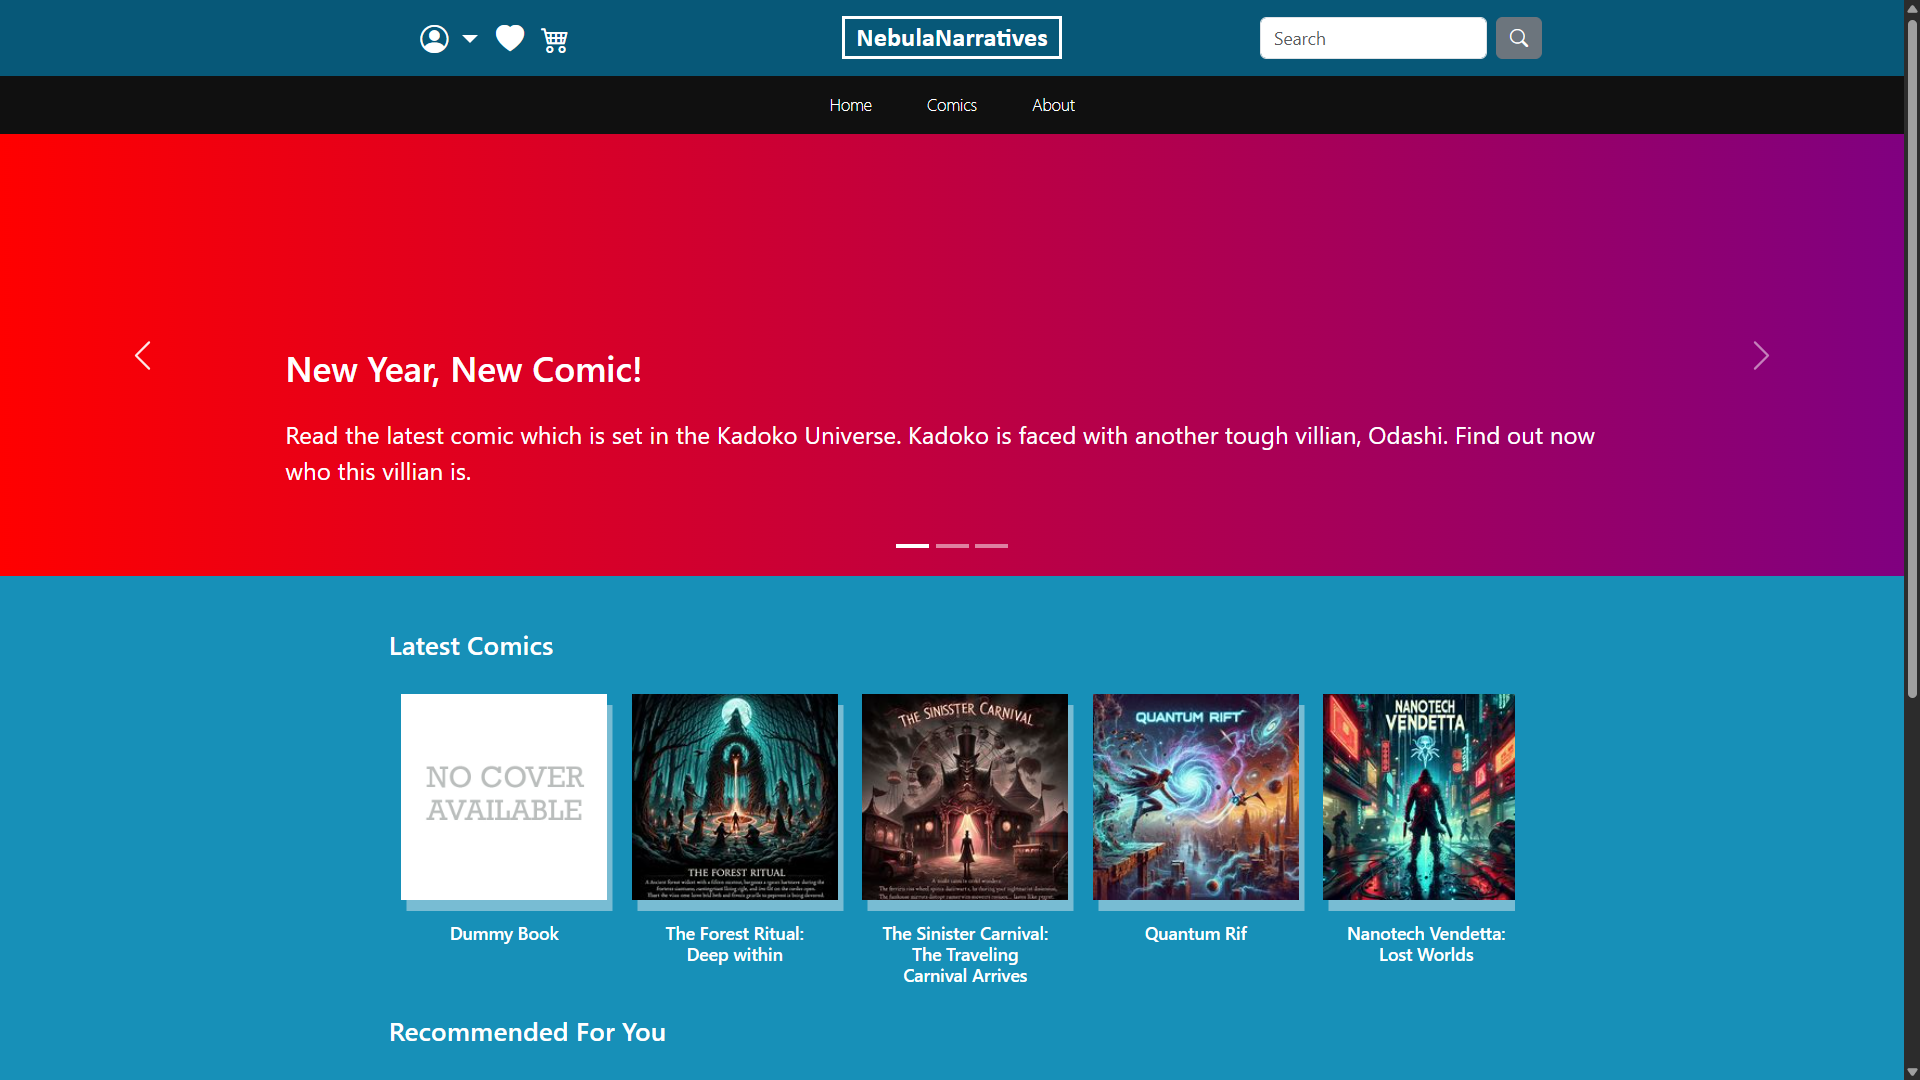 NebulaNarratives
Search
Home
Comics
About
New Year, New Comic!
Read the latest comic which is set in the Kadoko Universe. Kadoko is faced with another tough villian, Odashi. Find out now
who this villian is.
Latest Comics
NO COVER
AVAILABLE
THE FOREST RITUAL
THE SINISSTER CARNIVAL
QUANTUM RIFT
NANOTECH
VENDETTA
Dummy Book
The Forest Ritual:
Deep within
The Sinister Carnival:
The Traveling
Carnival Arrives
Quantum Rif
Nanotech Vendetta:
Lost Worlds
Recommended For You